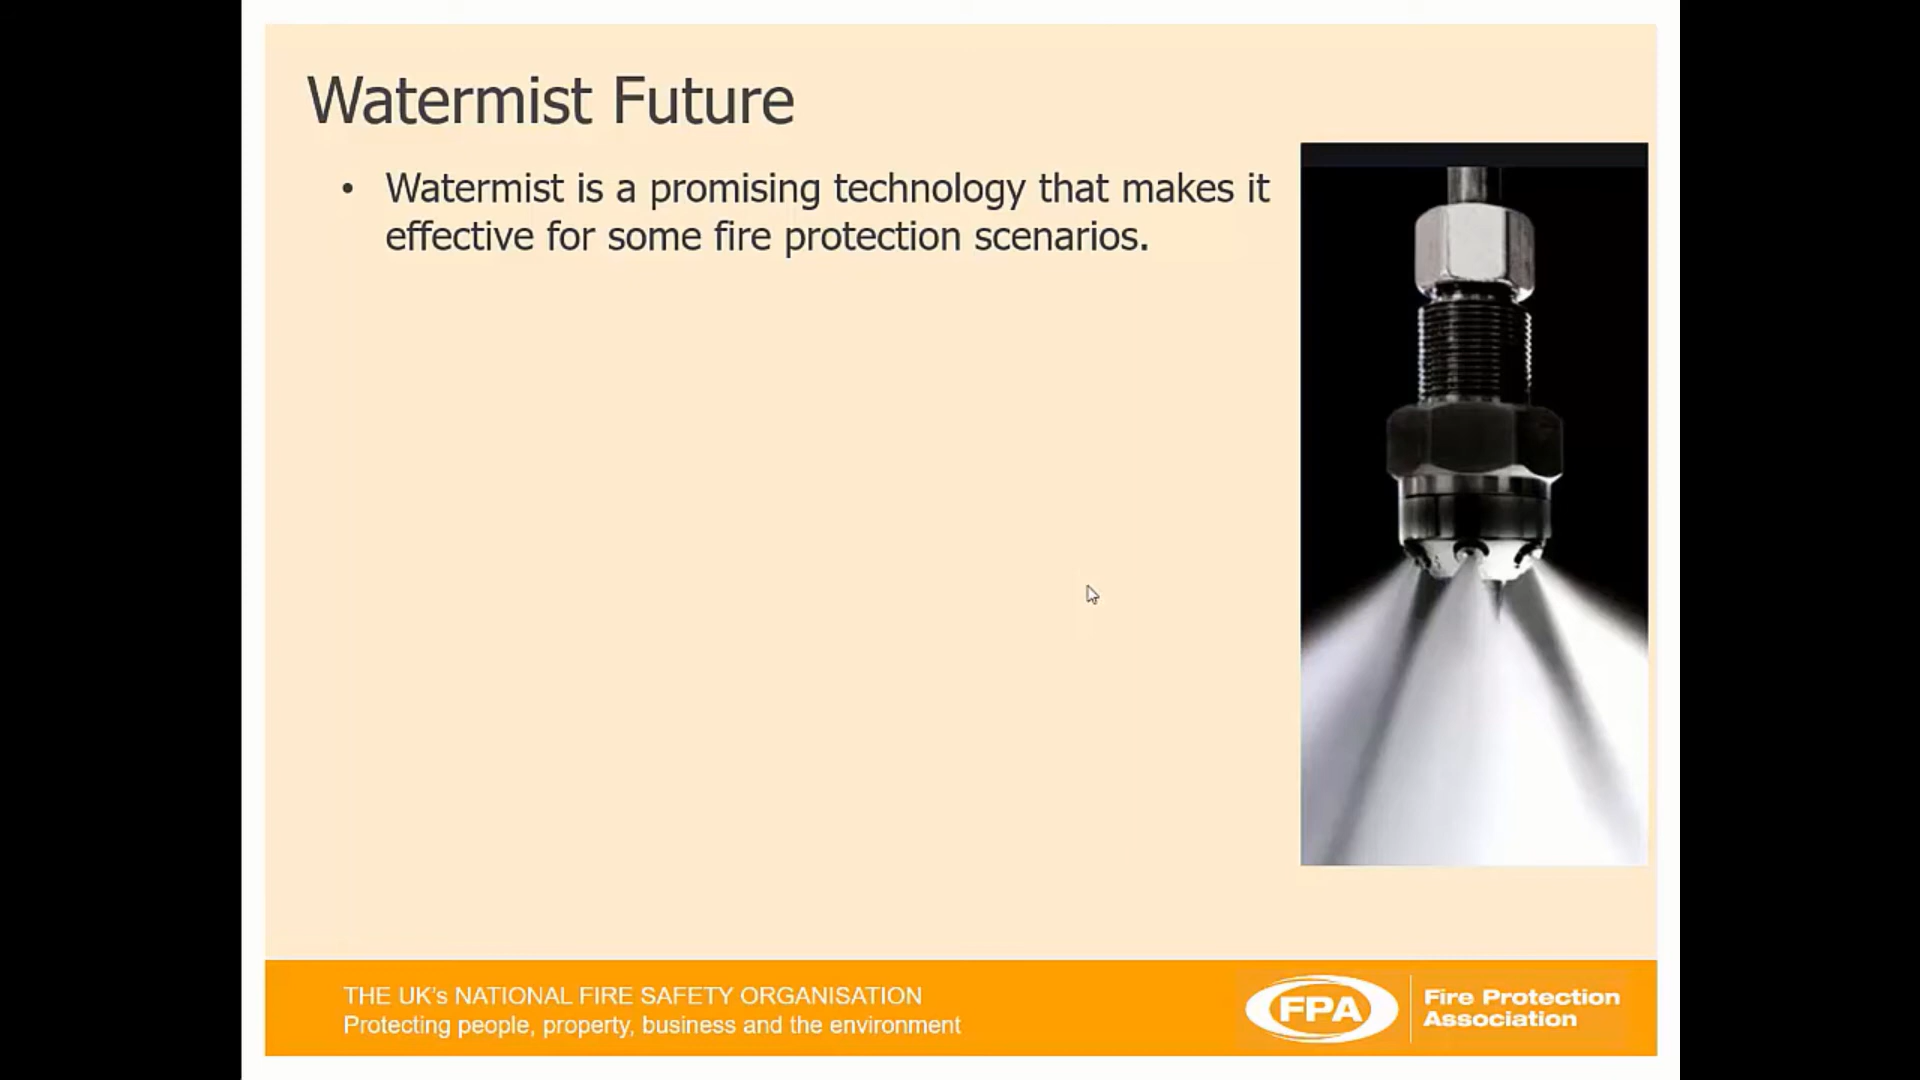 Watermist Future
• Watermist is a promising technology that makes it
effective for some fire protection scenarios.
THE UK's NATIONAL FIRE SAFETY ORGANISATION
Protecting people, property, business and the environment
FPA
Fire Protection
Association